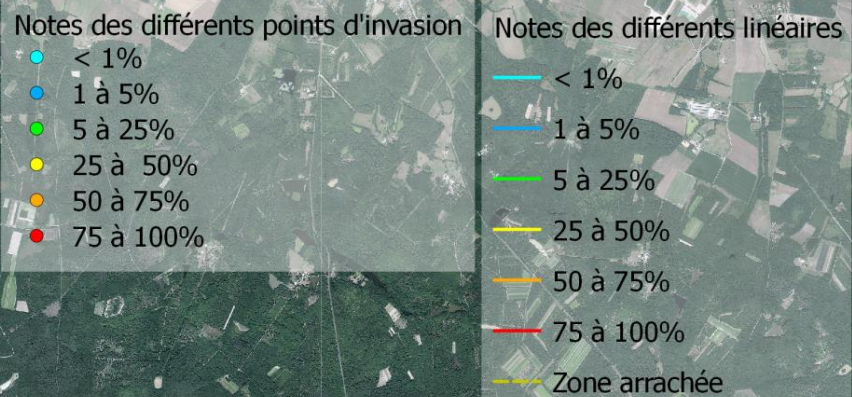 Notes des différents points d'invasion
< 1%
1 à 5%
5 à 25%
25 à  50%
50 à 75%
75 à 100%
Notes des différents linéaires
< 1%
1 à 5%
5 à 25%
25 à 50%
50 à 75%
75 à 100%
Zone arrachée